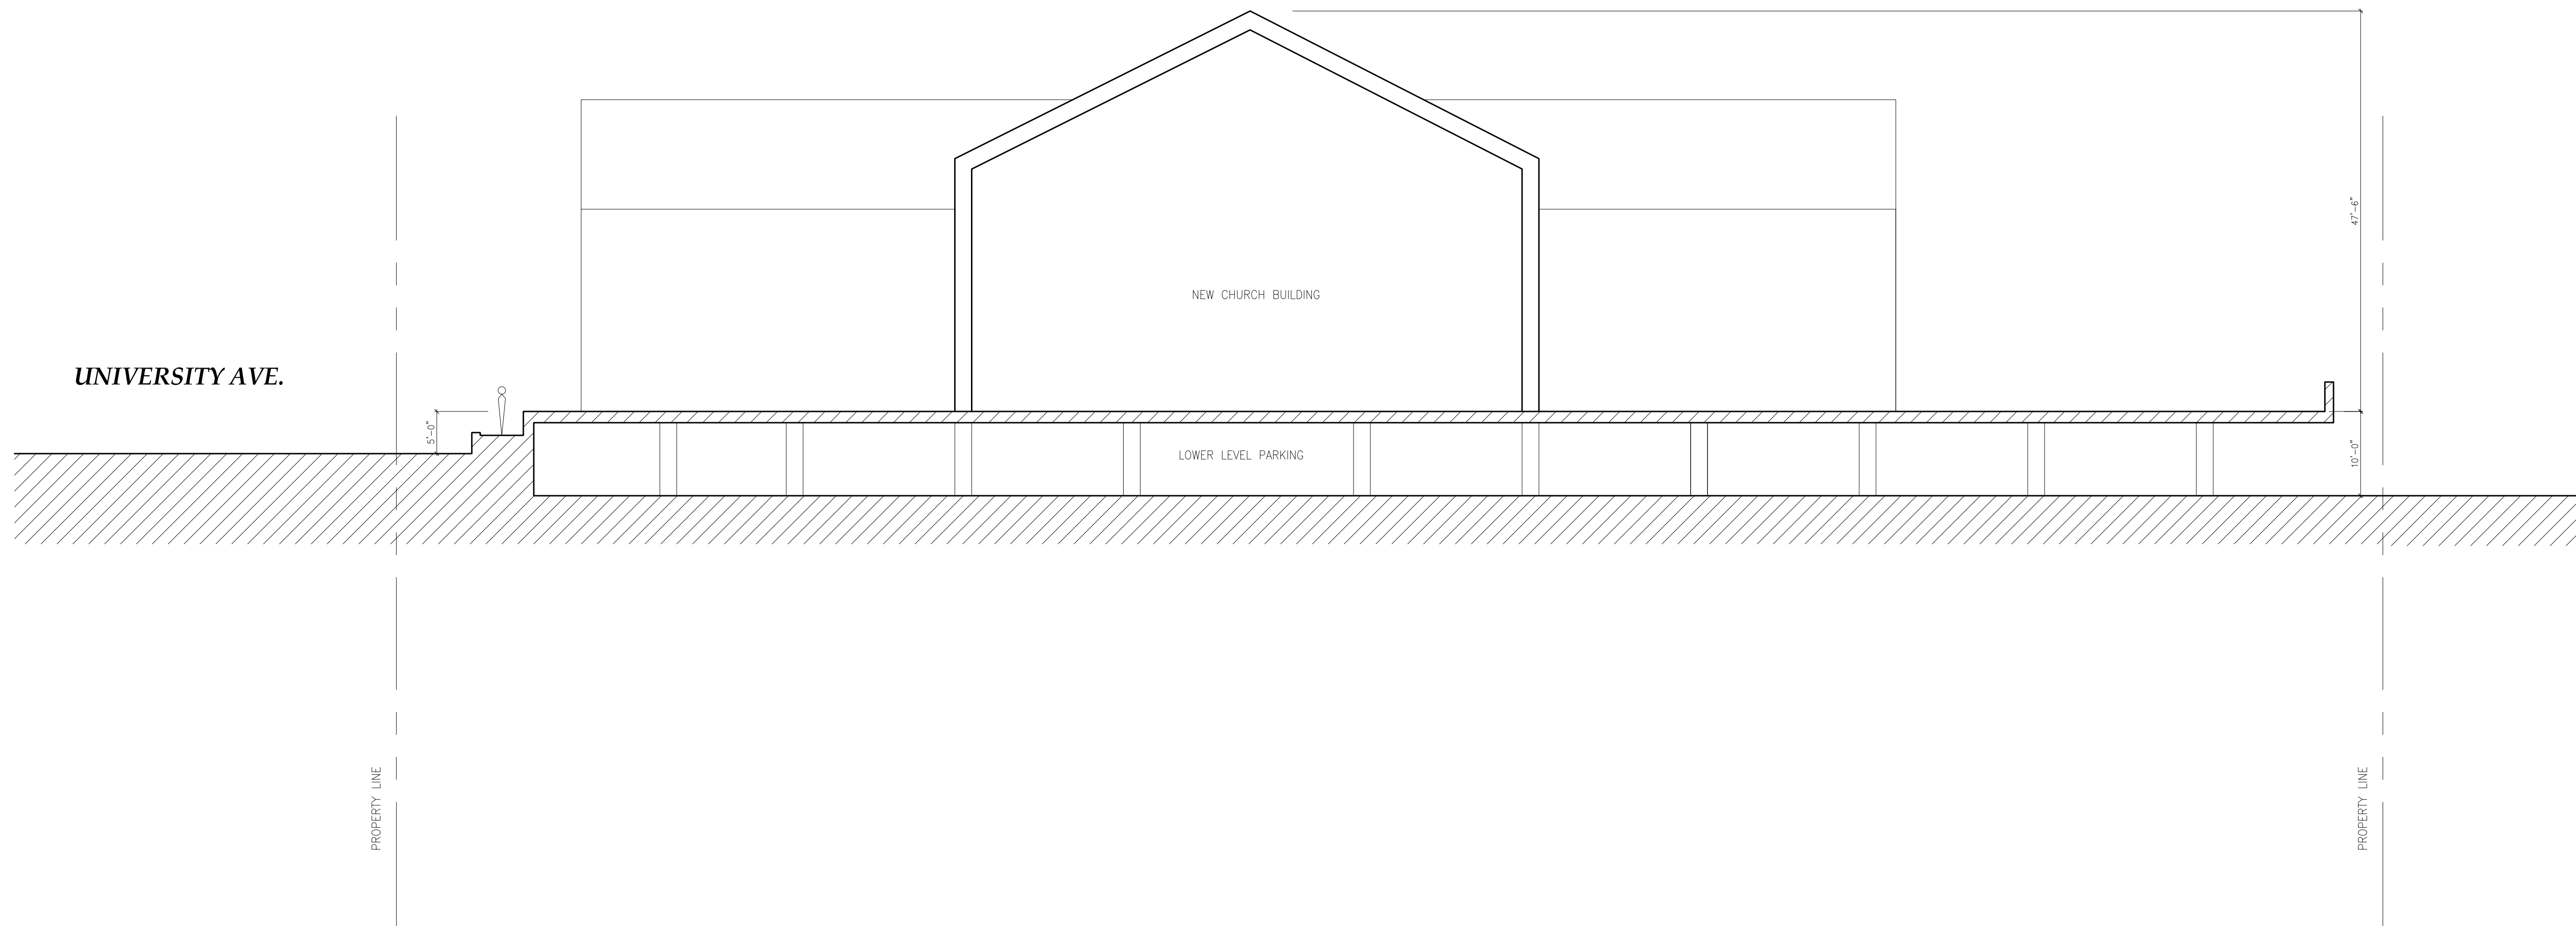 47'-6"
NEW CHURCH BUILDING
UNIVERSITY AVE.
5'-0"
LOWER LEVEL PARKING
10'-0"
PROPERTY LINE
PROPERTY LINE